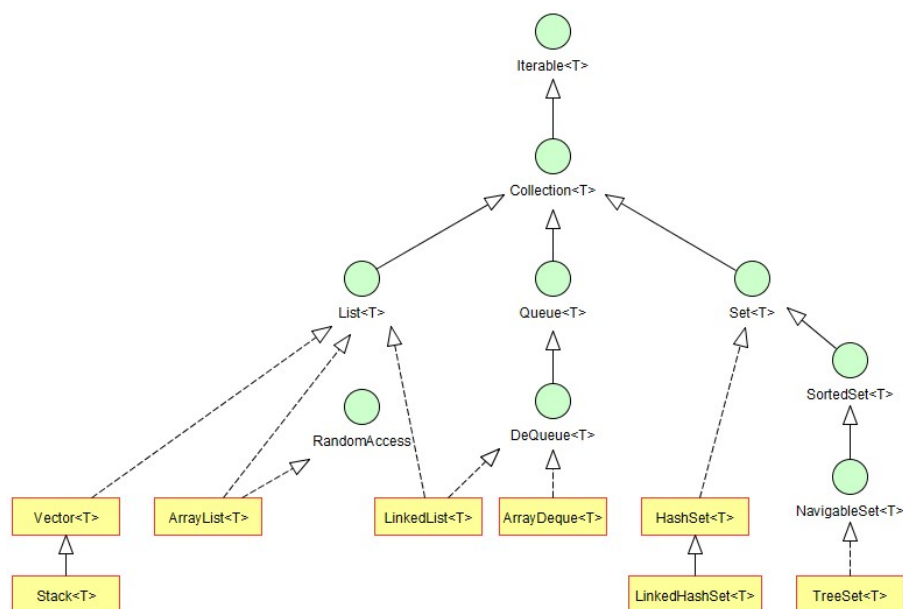 Iterable<T>
Collection<T>
List<T>
Queue<T>
Set<T>
SortedSet<T>
RandomAccess
DeQueue<T>
NavigableSet<T>
Vector<T>
ArrayList<T>
LinkedList<T>
ArrayDeque<T>
HashSet<T>
Stack<T>
LinkedHashSet<T>
TreeSet<T>